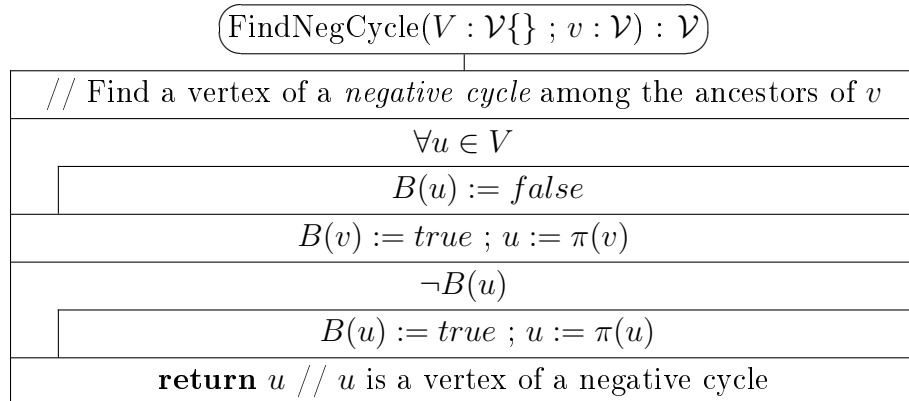 FindNegCycle(V : 𝒱{} ; v : 𝒱) : 𝒱
// Find a vertex of a negative cycle among the ancestors of v
∀u ∈ V
B(u) := false
B(v) := true ; u := π(v)
¬B(u)
B(u) := true ; u := π(u)
return u // u is a vertex of a negative cycle